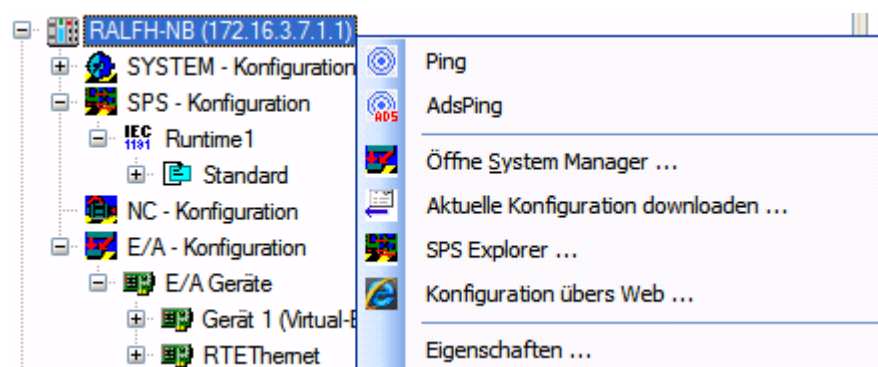 RALFH-NB (172.16.3.7.1.1)
SYSTEM - Konfiguration
SPS - Konfiguration
IEC
1131
Runtime1
Standard
NC - Konfiguration
E/A - Konfiguration
E/A Geräte
Gerät 1 (Virtual-E
RTEThernet
Ping
ADS
AdsPing
Öffne System Manager ...
Aktuelle Konfiguration downloaden ...
SPS Explorer ...
Konfiguration übers Web ...
Eigenschaften ...